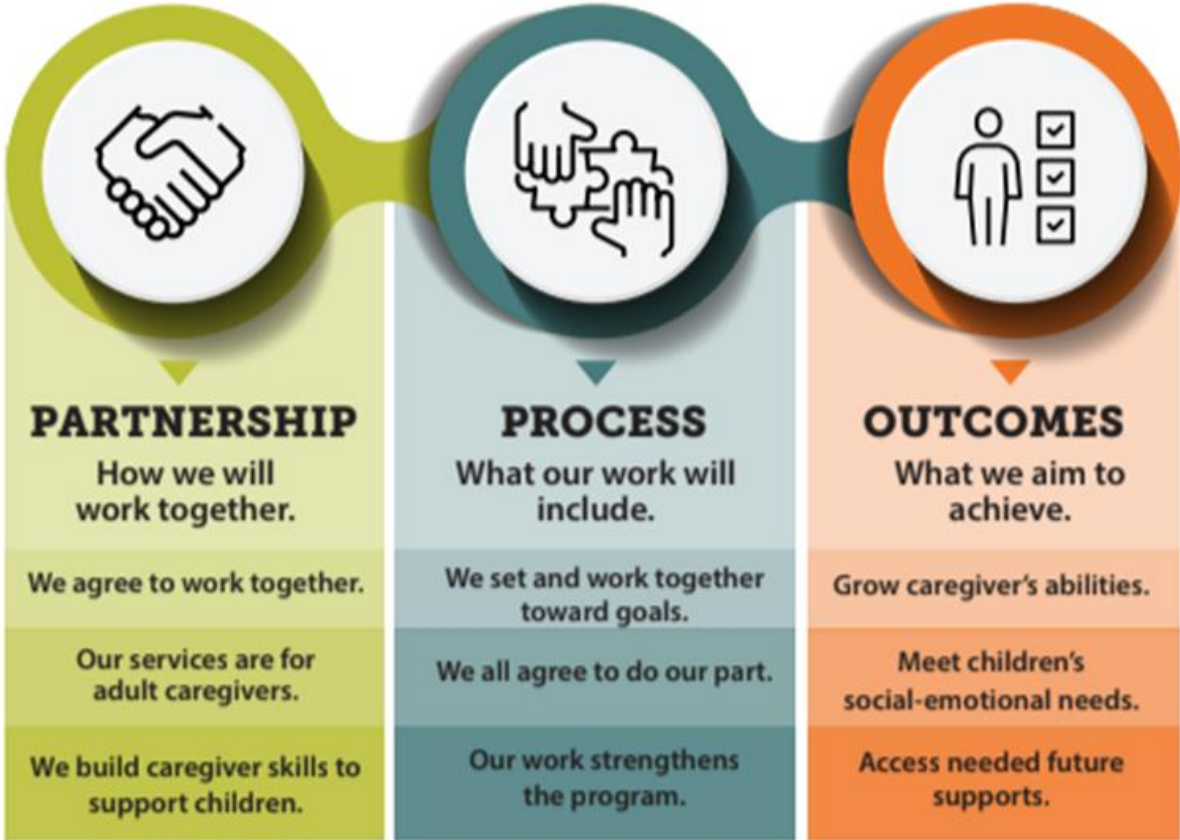 PARTNERSHIP
How we will
work together.
We agree to work together.
Our services are for
adult caregivers.
We build caregiver skills to
support children.
PROCESS
What our work will
include.
We set and work together
toward goals.
We all agree to do our part.
Our work strengthens
the program.
OUTCOMES
What we aim to
achieve.
Grow caregiver's abilities.
Meet children's
social-emotional needs.
Access needed future
supports.